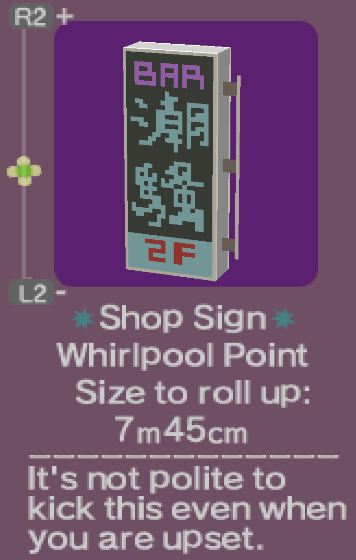 R2 +
BAR
潮
騒
2F
L2 -
Shop Sign
Whirlpool Point
Size to roll up:
7m45cm
It's not polite to
kick this even when
you are upset.